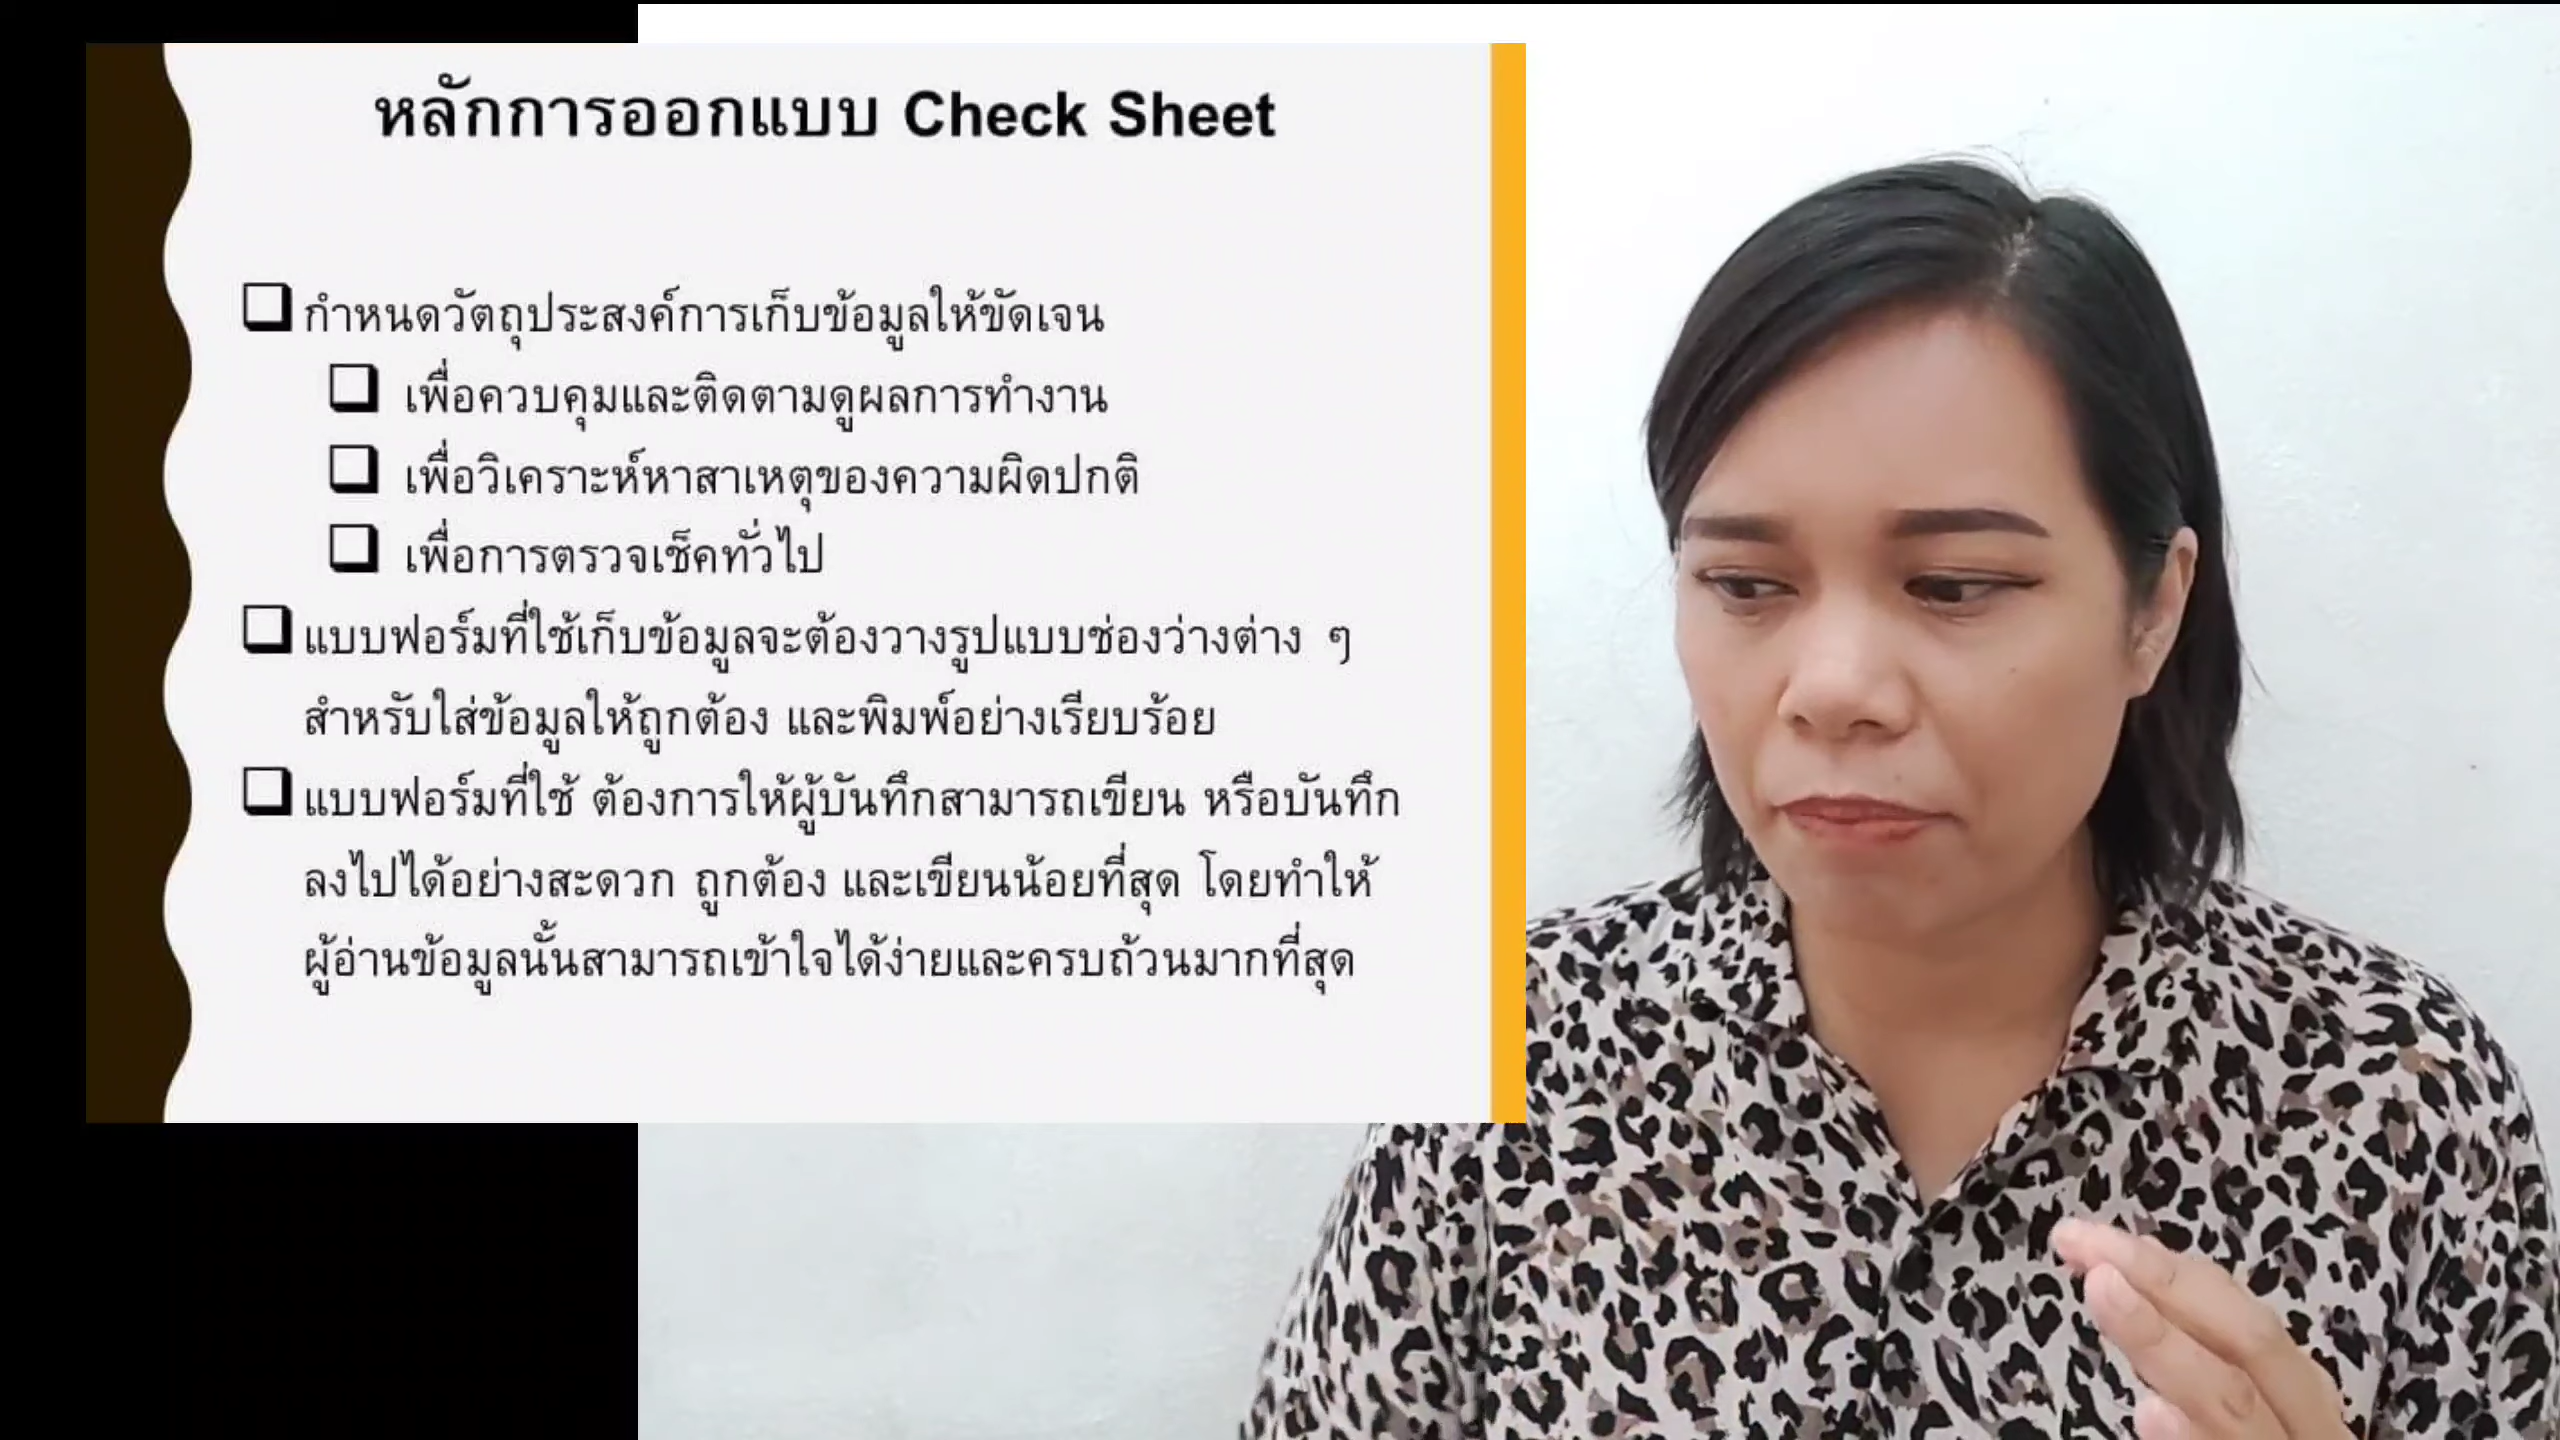 หลักการออกแบบ Check Sheet
กำหนดวัตถุประสงค์การเก็บข้อมูลให้ขัดเจน
เพื่อควบคุมและติดตามดูผลการทำงาน
เพื่อวิเคราะห์หาสาเหตุของความผิดปกติ
เพื่อการตรวจเช็คทั่วไป
แบบฟอร์มที่ใช้เก็บข้อมูลจะต้องวางรูปแบบช่องว่างต่าง ๆ
สำหรับใส่ข้อมูลให้ถูกต้อง และพิมพ์อย่างเรียบร้อย
แบบฟอร์มที่ใช้ ต้องการให้ผู้บันทึกสามารถเขียน หรือบันทึก
ลงไปได้อย่างสะดวก ถูกต้อง และเขียนน้อยที่สุด โดยทำให้
ผู้อ่านข้อมูลนั้นสามารถเข้าใจได้ง่ายและครบถ้วนมากที่สุด